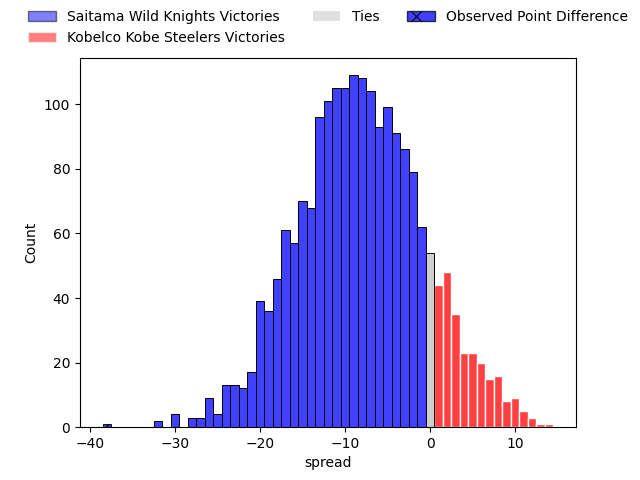 Saitama Wild Knights Victories
Kobelco Kobe Steelers Victories
Ties
Observed Point Difference
Count
100
80
60
40
20
0
−40
−30
−20
−10
0
10
spread